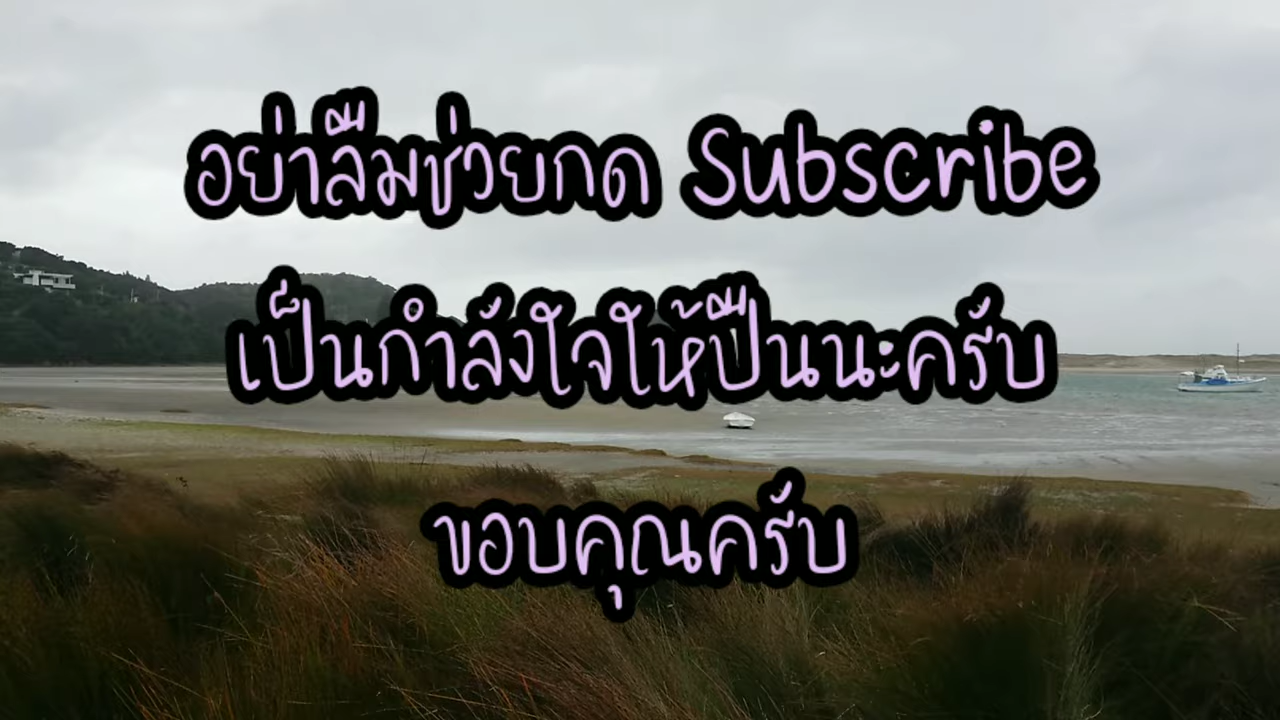 อย่าลืมช่วยกด Subscribe
เป็นกำลังใจให้ปืนนะครับ
ขอบคุณครับ